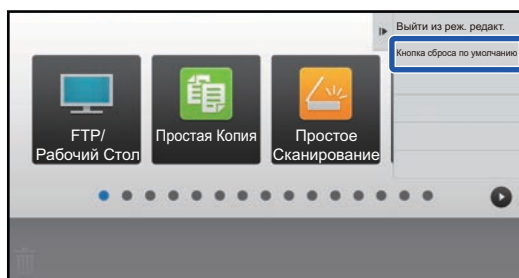 Выйти из реж. редакт.
Кнопка сброса по умолчанию
FTP/
Рабочий Стол
Простая Копия
Простое
Сканирование